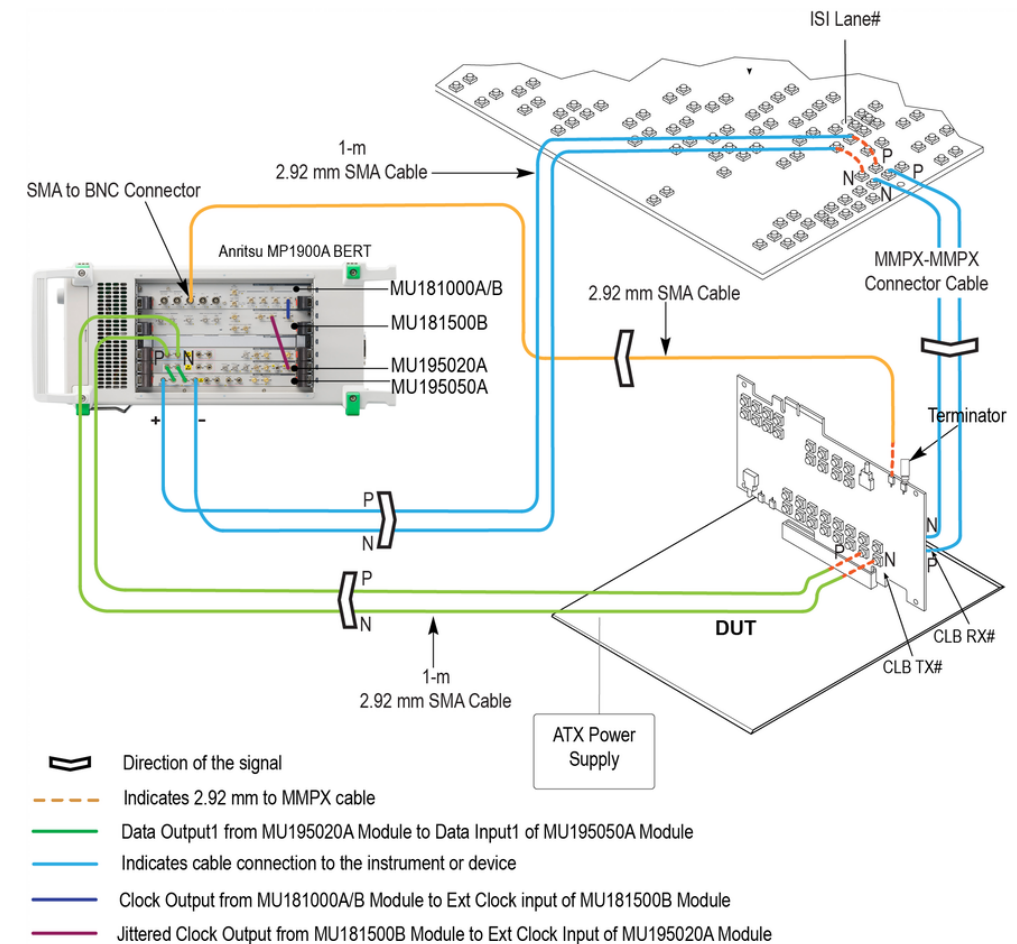 ISI Lane#
1-m
2.92 mm SMA Cable
SMA to BNC Connector
P
P
N
N
Anritsu MP1900A BERT
MMPX-MMPX
Connector Cable
MU181000A/B
2.92 mm SMA Cable
MU181500B
P N
MU195020A
MU195050A
+ -
Terminator
P
N
N
P
P
N
P
N
DUT
CLB RX#
CLB TX#
1-m
2.92 mm SMA Cable
ATX Power
Supply
Direction of the signal
Indicates 2.92 mm to MMPX cable
Data Output1 from MU195020A Module to Data Input1 of MU195050A Module
Indicates cable connection to the instrument or device
Clock Output from MU181000A/B Module to Ext Clock input of MU181500B Module
Jittered Clock Output from MU181500B Module to Ext Clock Input of MU195020A Module